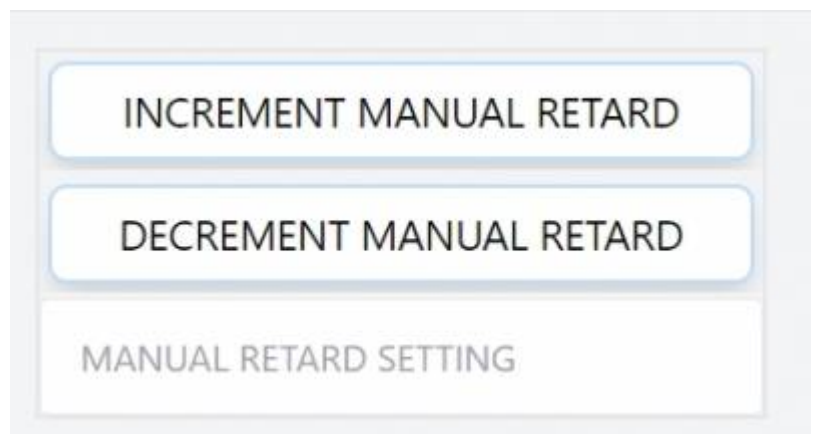 INCREMENT MANUAL RETARD
DECREMENT MANUAL RETARD
MANUAL RETARD SETTING